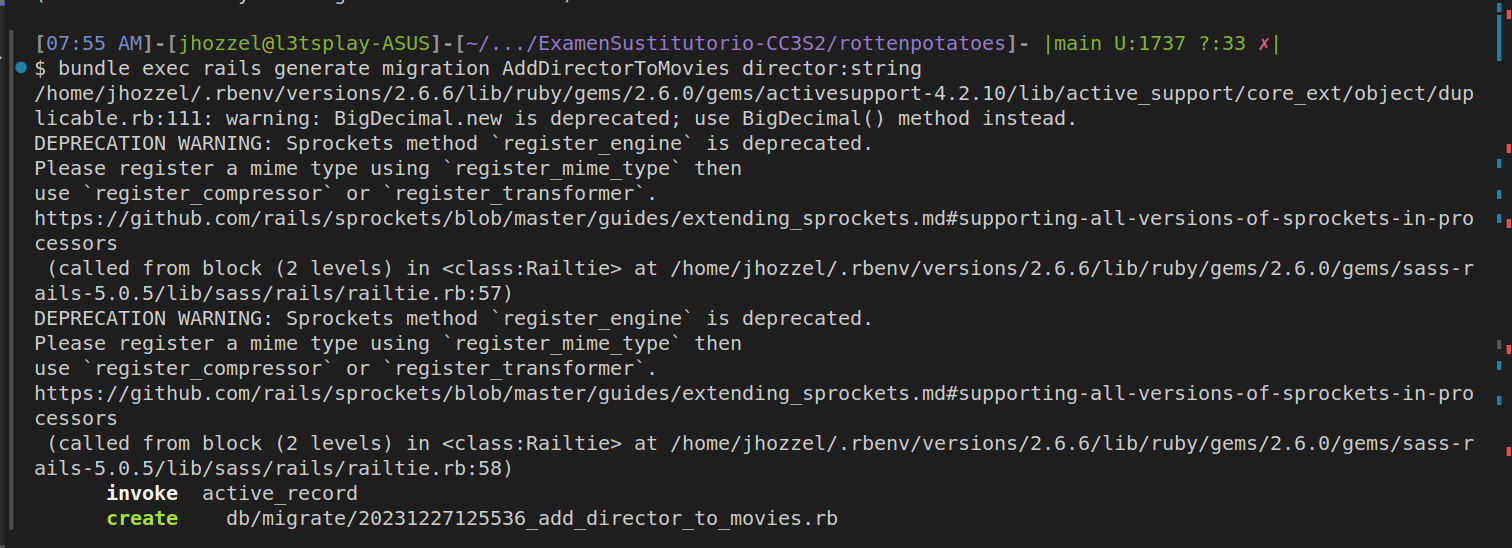 [07:55 AM]-[jhozzel@l3tsplay-ASUS]-[~/.../ExamenSustitutorio-CC3S2/rottenpotatoes]- |main U:1737 ?:33 ✗|
$ bundle exec rails generate migration AddDirectorToMovies director:string
/home/jhozzel/.rbenv/versions/2.6.6/lib/ruby/gems/2.6.0/gems/activesupport-4.2.10/lib/active_support/core_ext/object/dup
licable.rb:111: warning: BigDecimal.new is deprecated; use BigDecimal() method instead.
DEPRECATION WARNING: Sprockets method `register_engine` is deprecated.
Please register a mime type using `register_mime_type` then
use `register_compressor` or `register_transformer`.
https://github.com/rails/sprockets/blob/master/guides/extending_sprockets.md#supporting-all-versions-of-sprockets-in-pro
cessors
 (called from block (2 levels) in <class:Railtie> at /home/jhozzel/.rbenv/versions/2.6.6/lib/ruby/gems/2.6.0/gems/sass-r
ails-5.0.5/lib/sass/rails/railtie.rb:57)
DEPRECATION WARNING: Sprockets method `register_engine` is deprecated.
Please register a mime type using `register_mime_type` then
use `register_compressor` or `register_transformer`.
https://github.com/rails/sprockets/blob/master/guides/extending_sprockets.md#supporting-all-versions-of-sprockets-in-pro
cessors
 (called from block (2 levels) in <class:Railtie> at /home/jhozzel/.rbenv/versions/2.6.6/lib/ruby/gems/2.6.0/gems/sass-r
ails-5.0.5/lib/sass/rails/railtie.rb:58)
      invoke  active_record
      create    db/migrate/20231227125536_add_director_to_movies.rb